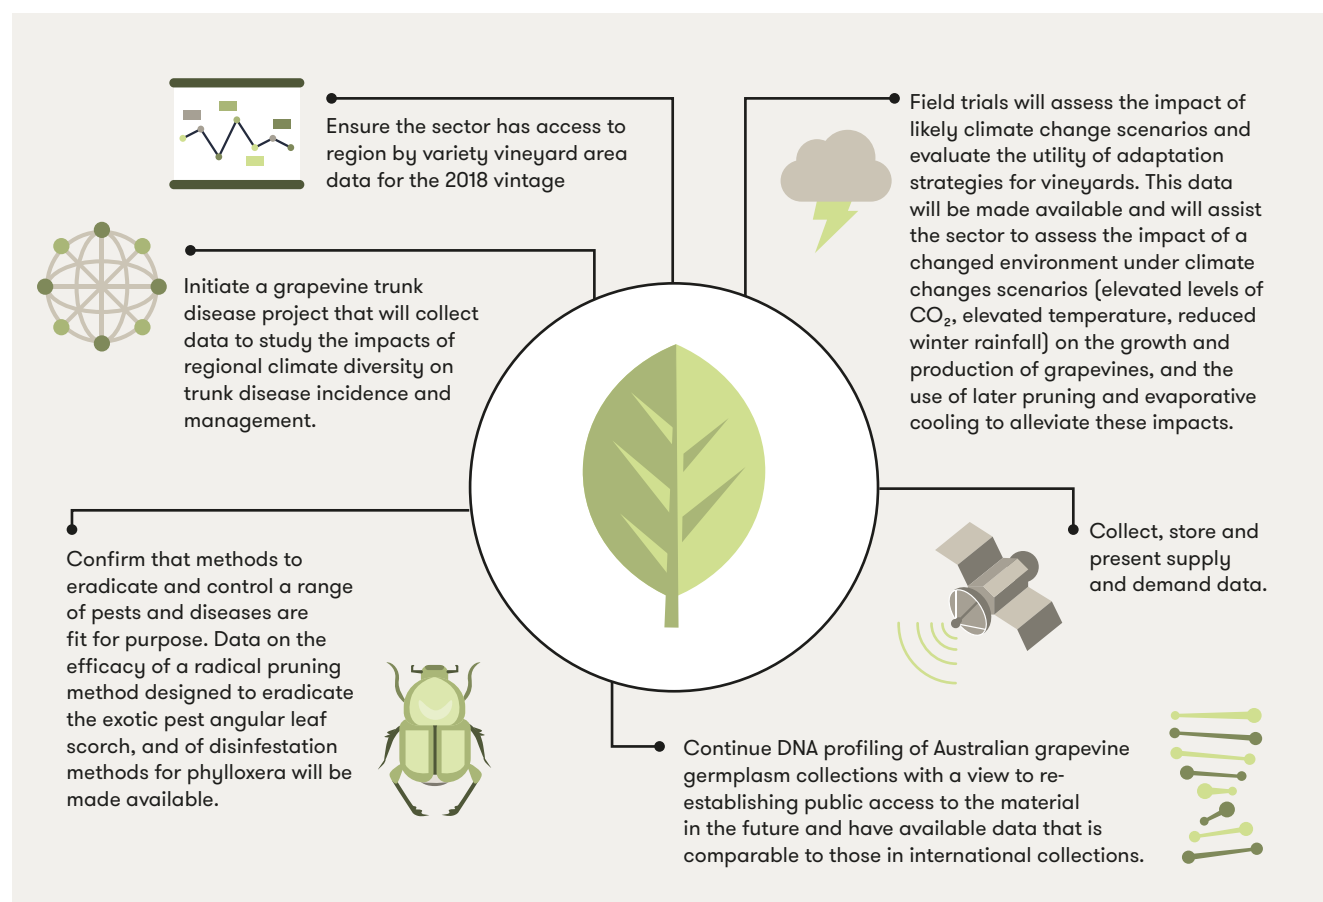 Ensure the sector has access to
region by variety vineyard area
data for the 2018 vintage
Initiate a grapevine trunk
disease project that will collect
data to study the impacts of
regional climate diversity on
trunk disease incidence and
management.
Confirm that methods to
eradicate and control a range
of pests and diseases are
fit for purpose. Data on the
efficacy of a radical pruning
method designed to eradicate
the exotic pest angular leaf
scorch, and of disinfestation
methods for phylloxera will be
made available.
Field trials will assess the impact of
likely climate change scenarios and
evaluate the utility of adaptation
strategies for vineyards. This data
will be made available and will assist
the sector to assess the impact of a
changed environment under climate
changes scenarios (elevated levels of
CO₂, elevated temperature, reduced
winter rainfall) on the growth and
production of grapevines, and the
use of later pruning and evaporative
cooling to alleviate these impacts.
Collect, store and
present supply
and demand data.
Continue DNA profiling of Australian grapevine
germplasm collections with a view to re-
establishing public access to the material
in the future and have available data that is
comparable to those in international collections.